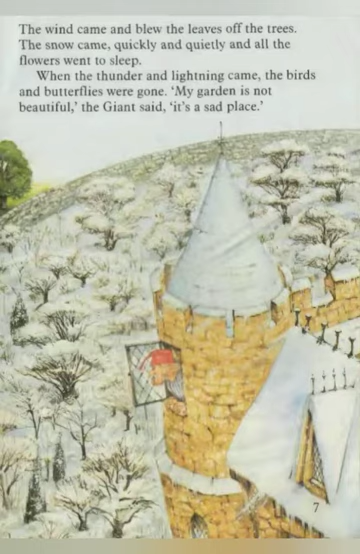 The wind came and blew the leaves off the trees.
The snow came, quickly and quietly and all the
flowers went to sleep.
When the thunder and lightning came, the birds
and butterflies were gone. ‘My garden is not
beautiful,’ the Giant said, ‘it’s a sad place.’
7